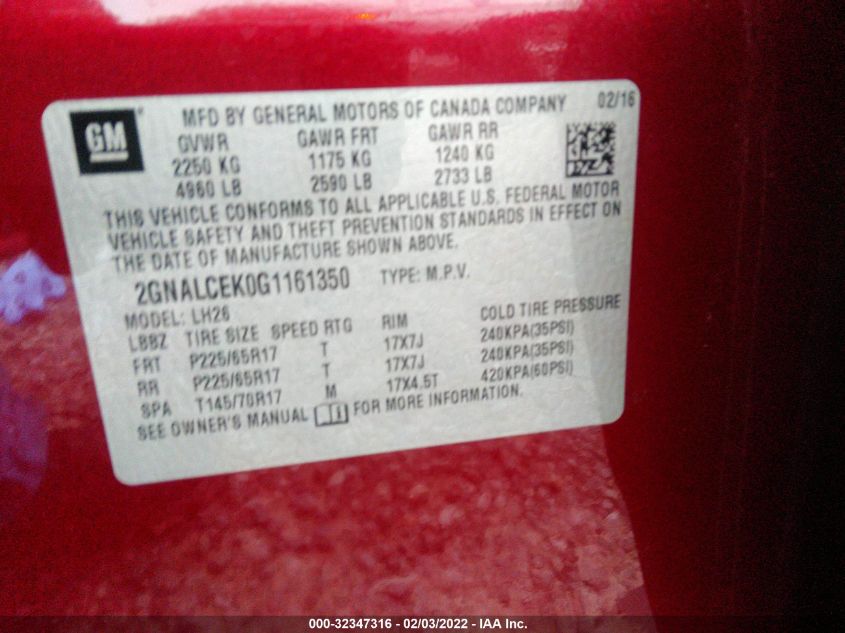 GM
MFD BY GENERAL MOTORS OF CANADA COMPANY 02/16
GVWR GAWR FRT GAWR RR
2250 KG 1175 KG 1240 KG
4960 LB 2590 LB 2733 LB
THIS VEHICLE CONFORMS TO ALL APPLICABLE U.S. FEDERAL MOTOR
VEHICLE SAFETY AND THEFT PREVENTION STANDARDS IN EFFECT ON
THE DATE OF MANUFACTURE SHOWN ABOVE.
2GNALCEK0G1161350 TYPE: M.P.V.
MODEL: LH26
LBBZ TIRE SIZE SPEED RTG RIM COLD TIRE PRESSURE
FRT P225/65R17 T 17X7J 240KPA(35PSI)
RR P225/65R17 T 17X7J 240KPA(35PSI)
SPA T145/70R17 M 17X4.5T 420KPA(60PSI)
SEE OWNER'S MANUAL i FOR MORE INFORMATION.
000-32347316 - 02/03/2022 - IAA Inc.